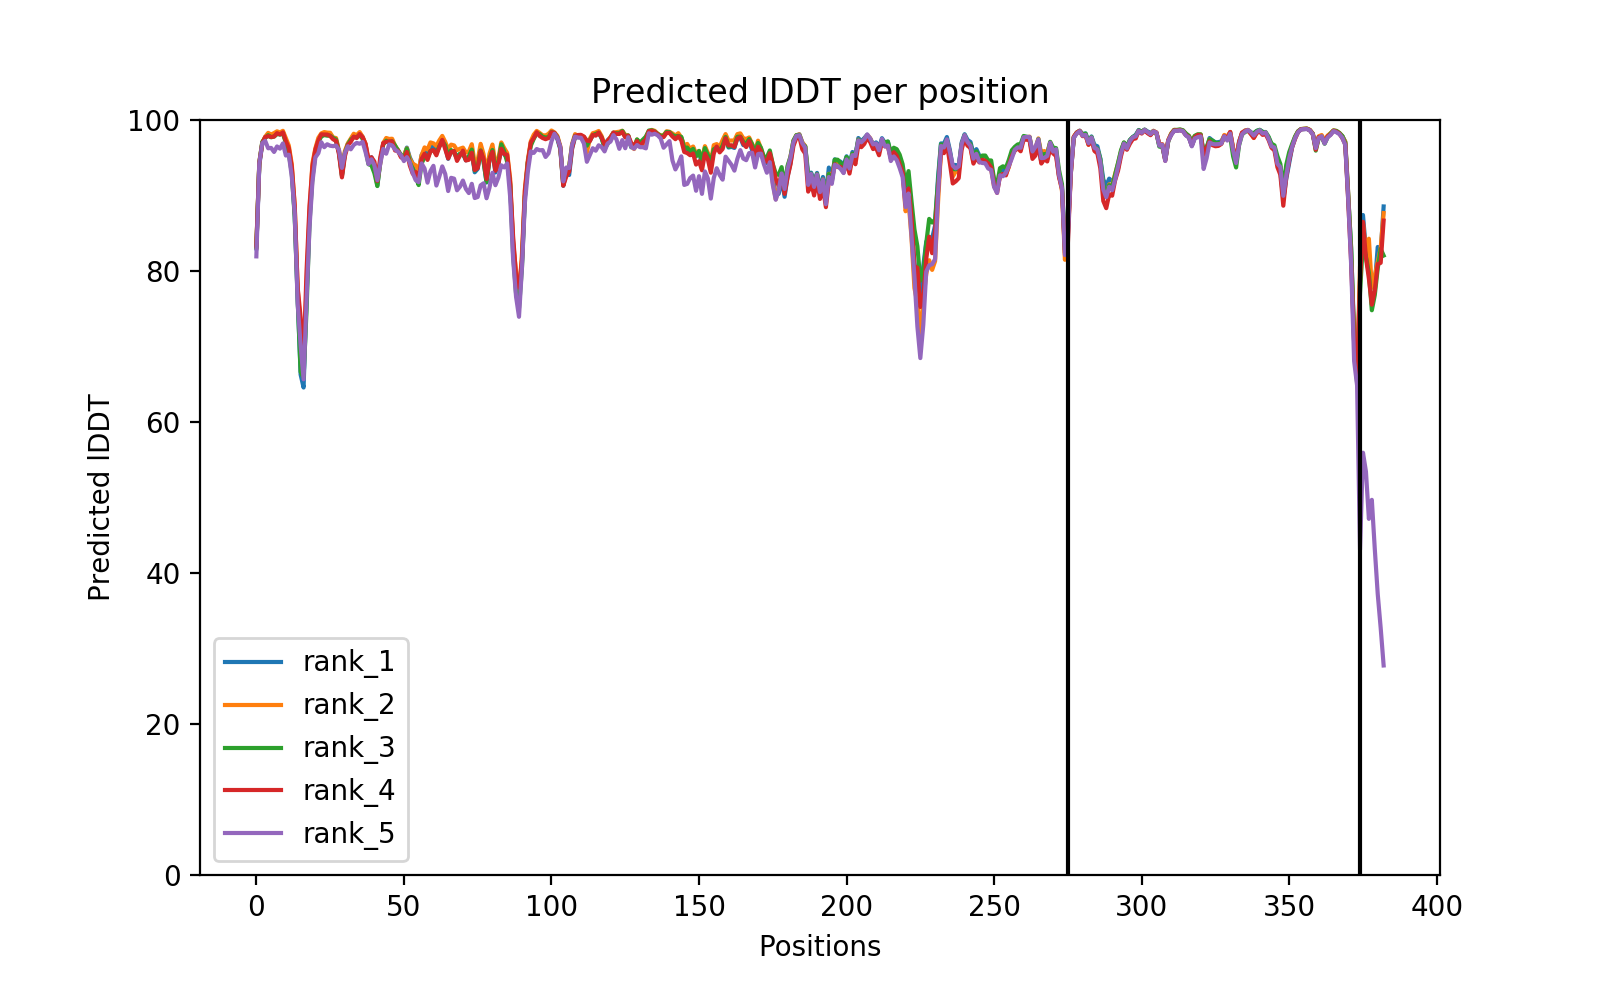 Predicted lDDT per position
100
80
60
40
20
0
Predicted lDDT
rank_1
rank_2
rank_3
rank_4
rank_5
0 50 100 150 200 250 300 350 400
Positions